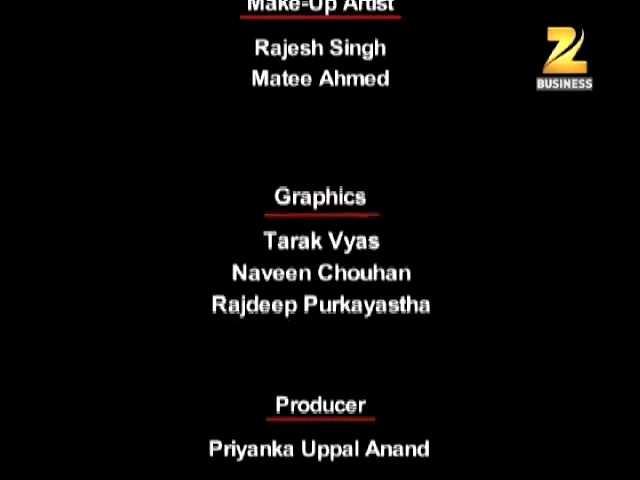 Make-Up Artist
Rajesh Singh
Matee Ahmed
BUSINESS
Graphics
Tarak Vyas
Naveen Chouhan
Rajdeep Purkayastha
Producer
Priyanka Uppal Anand